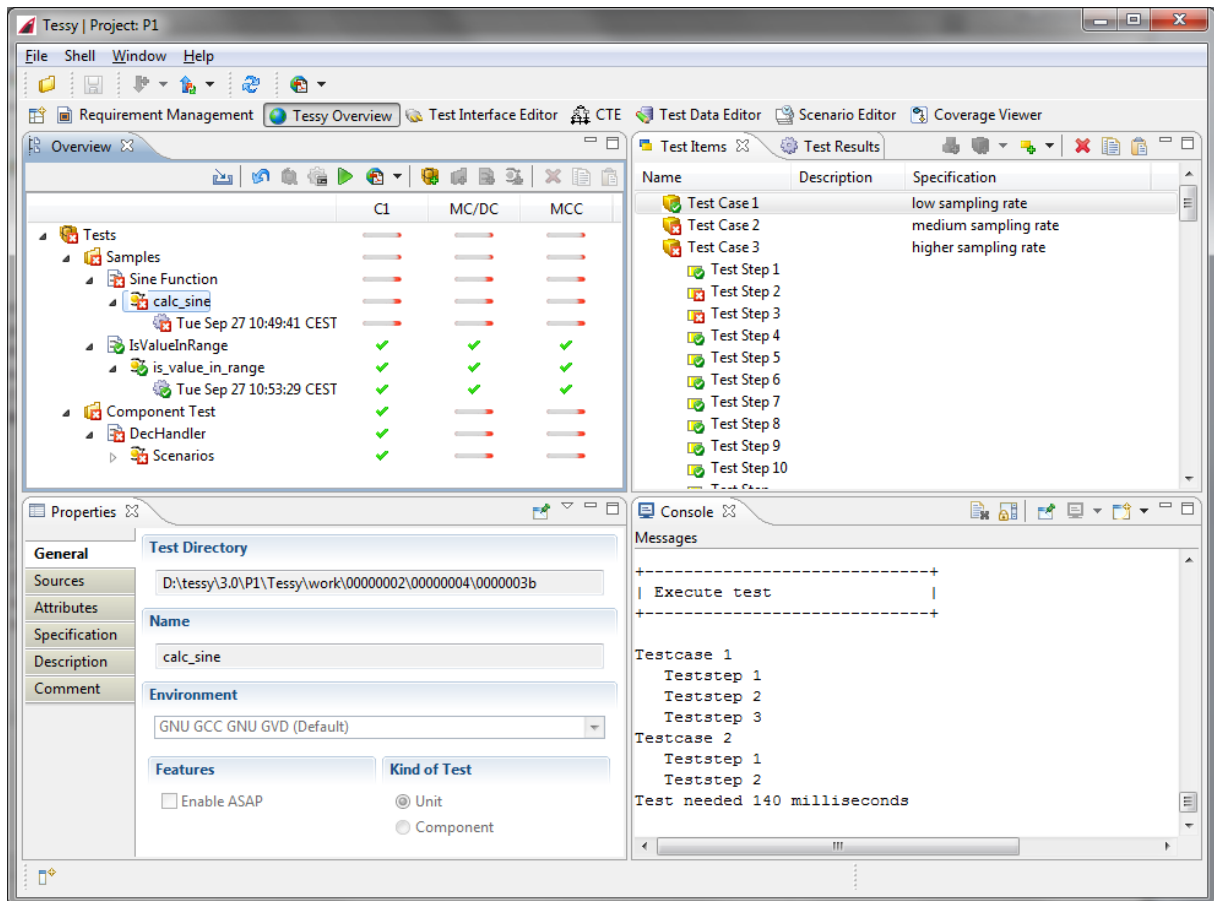 Tessy | Project: P1
File Shell Window Help
Requirement Management Tessy Overview Test Interface Editor CTE Test Data Editor Scenario Editor Coverage Viewer
Overview
C1 MC/DC MCC
Tests
Samples
Sine Function
calc_sine
Tue Sep 27 10:49:41 CEST
IsValueInRange
is_value_in_range
Tue Sep 27 10:53:29 CEST
Component Test
DecHandler
Scenarios
Test Items Test Results
Name Description Specification
Test Case 1 low sampling rate
Test Case 2 medium sampling rate
Test Case 3 higher sampling rate
Test Step 1
Test Step 2
Test Step 3
Test Step 4
Test Step 5
Test Step 6
Test Step 7
Test Step 8
Test Step 9
Test Step 10
Properties
General
Sources
Attributes
Specification
Description
Comment
Test Directory
D:\tessy\3.0\P1\Tessy\work\00000002\00000004\0000003b
Name
calc_sine
Environment
GNU GCC GNU GVD (Default)
Features Kind of Test
Enable ASAP Unit
Component
Console
Messages
+------------------------------+
| Execute test |
+------------------------------+
Testcase 1
Teststep 1
Teststep 2
Teststep 3
Testcase 2
Teststep 1
Teststep 2
Test needed 140 milliseconds